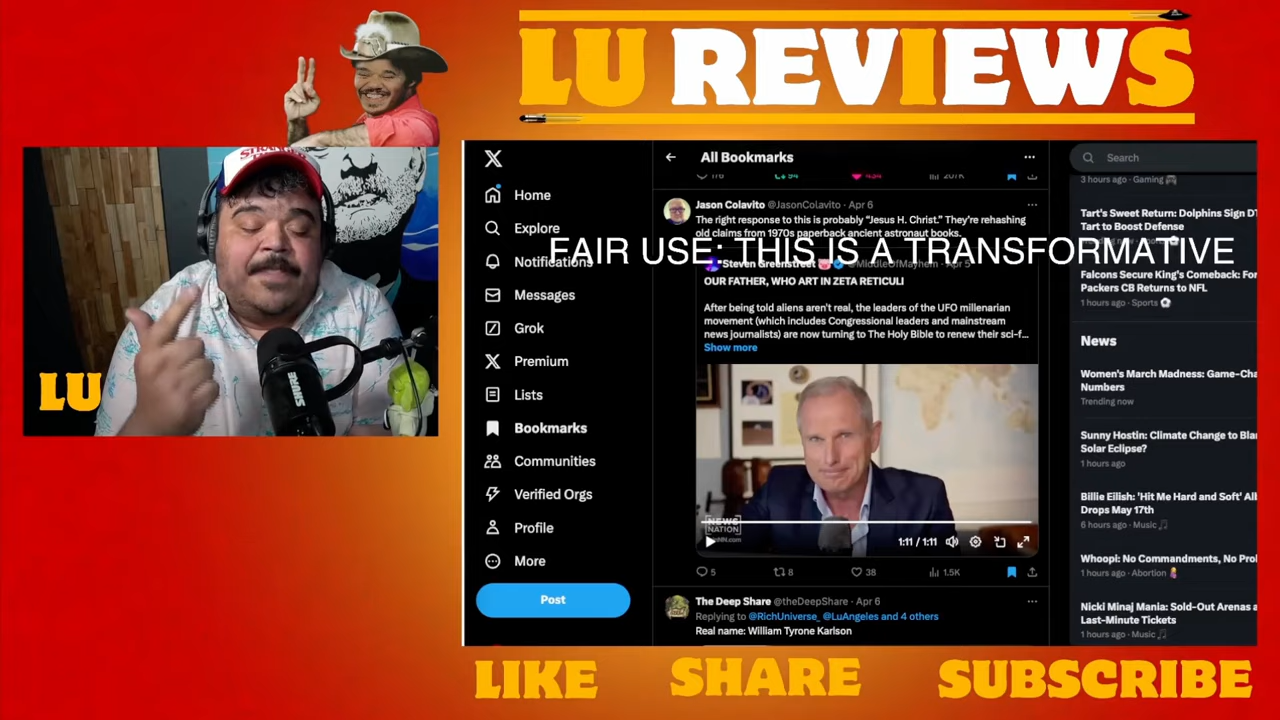 LU REVIEWS
STRANGER
LU
SHURE
Home
Explore
Notifications
Messages
Grok
Premium
Lists
Bookmarks
Communities
Verified Orgs
Profile
More
Post
All Bookmarks
207K
Jason Colavito @JasonColavito · Apr 6
The right response to this is probably “Jesus H. Christ.” They’re rehashing
old claims from 1970s paperback ancient astronaut books.
FAIR USE: THIS IS A TRANSFORMATIVE
Steven Greenstreet @MiddleOfMayhem · Apr 5
OUR FATHER, WHO ART IN ZETA RETICULI
After being told aliens aren't real, the leaders of the UFO millenarian
movement (which includes Congressional leaders and mainstream
news journalists) are now turning to The Holy Bible to renew their sci-f...
Show more
NEWS
NATION
1:11 / 1:11
5 8 38 1.5K
The Deep Share @theDeepShare · Apr 6
Replying to @RichUniverse_ @LuAngeles and 4 others
Real name: William Tyrone Karlson
Search
3 hours ago · Gaming
Tart's Sweet Return: Dolphins Sign
Tart to Boost Defense
Falcons Secure King's Comeback:
Packers CB Returns to NFL
1 hours ago · Sports
News
Women's March Madness:
Numbers
Trending now
Sunny Hostin: Climate Change to
Solar Eclipse?
1 hours ago
Billie Eilish: 'Hit Me Hard and Soft'
Drops May 17th
6 hours ago · Music
Whoopi: No Commandments, No
1 hours ago · Abortion
Nicki Minaj Mania: Sold-Out Arenas
Last-Minute Tickets
1 hours ago · Music
LIKE SHARE SUBSCRIBE